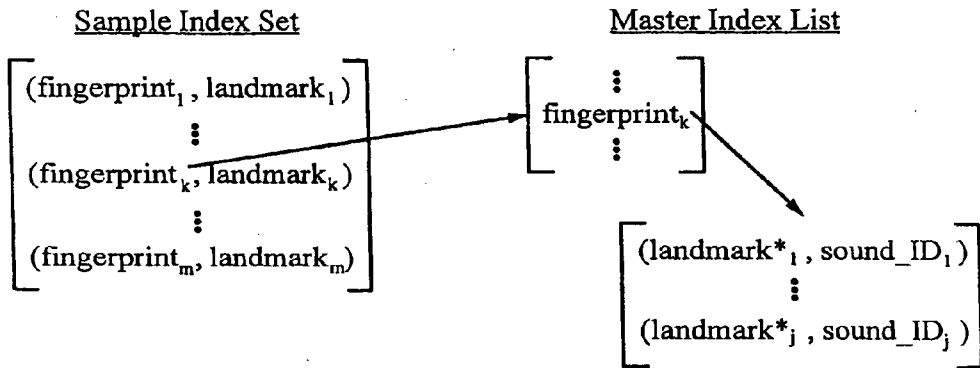 Sample Index Set
(fingerprint₁, landmark₁)
⋮
(fingerprintₖ, landmarkₖ)
⋮
(fingerprintₘ, landmarkₘ)
Master Index List
⋮
fingerprintₖ
⋮
(landmark*₁, sound_ID₁)
⋮
(landmark*ⱼ, sound_IDⱼ)